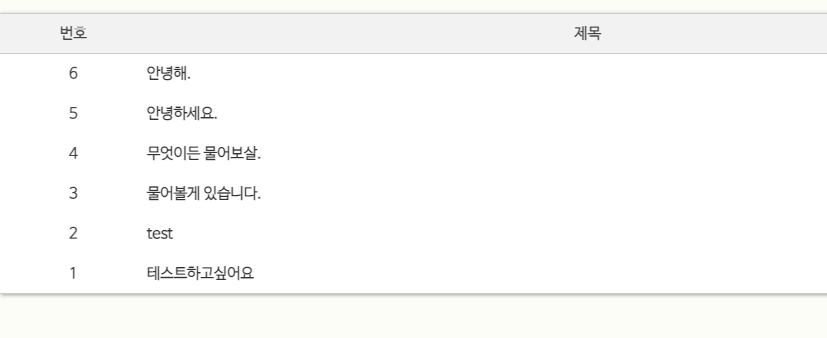 번호 제목
6 안녕해.
5 안녕하세요.
4 무엇이든 물어보살.
3 물어볼게 있습니다.
2 test
1 테스트하고싶어요